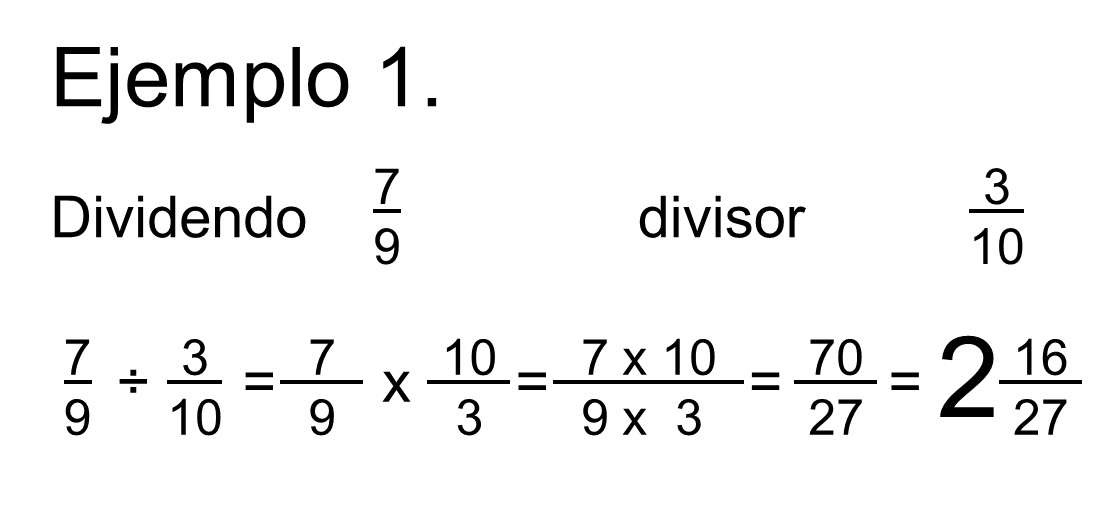 Ejemplo 1.
Dividendo 7/9 divisor 3/10
7/9 ÷ 3/10 = 7/9 x 10/3 = 7 x 10/9 x 3 = 70/27 = 2 16/27